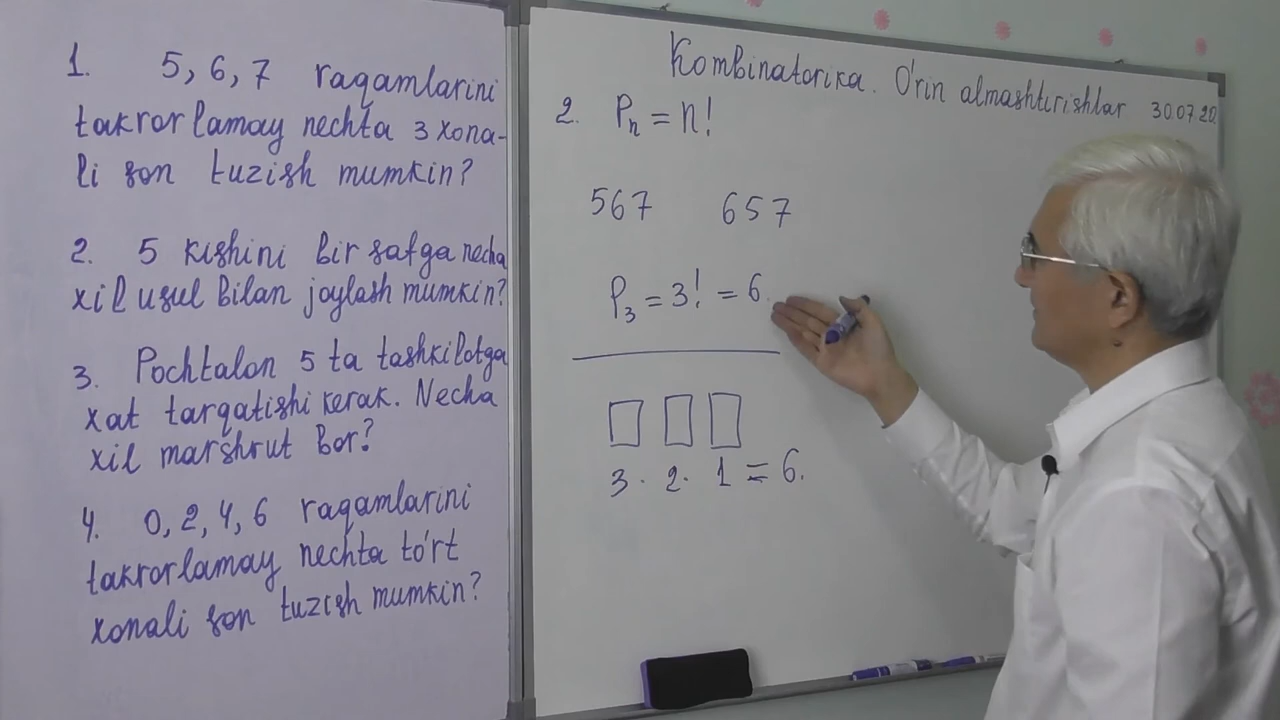 1. 5, 6, 7 raqamlarini
takrorlamay nechta 3 xona-
li son tuzish mumkin?
2. 5 kishini bir safga necha
xil usul bilan joylash mumkin?
3. Pochtalon 5 ta tashkilotga
xat tarqatishi kerak. Necha
xil marshrut bor?
4. 0, 2, 4, 6 raqamlarini
takrorlamay nechta to'rt
xonali son tuzish mumkin?
Kombinatorika. O'rin almashtirishlar 30.07.20
2. Pₙ = n!
567 657
P₃ = 3! = 6.
3 · 2 · 1 = 6.